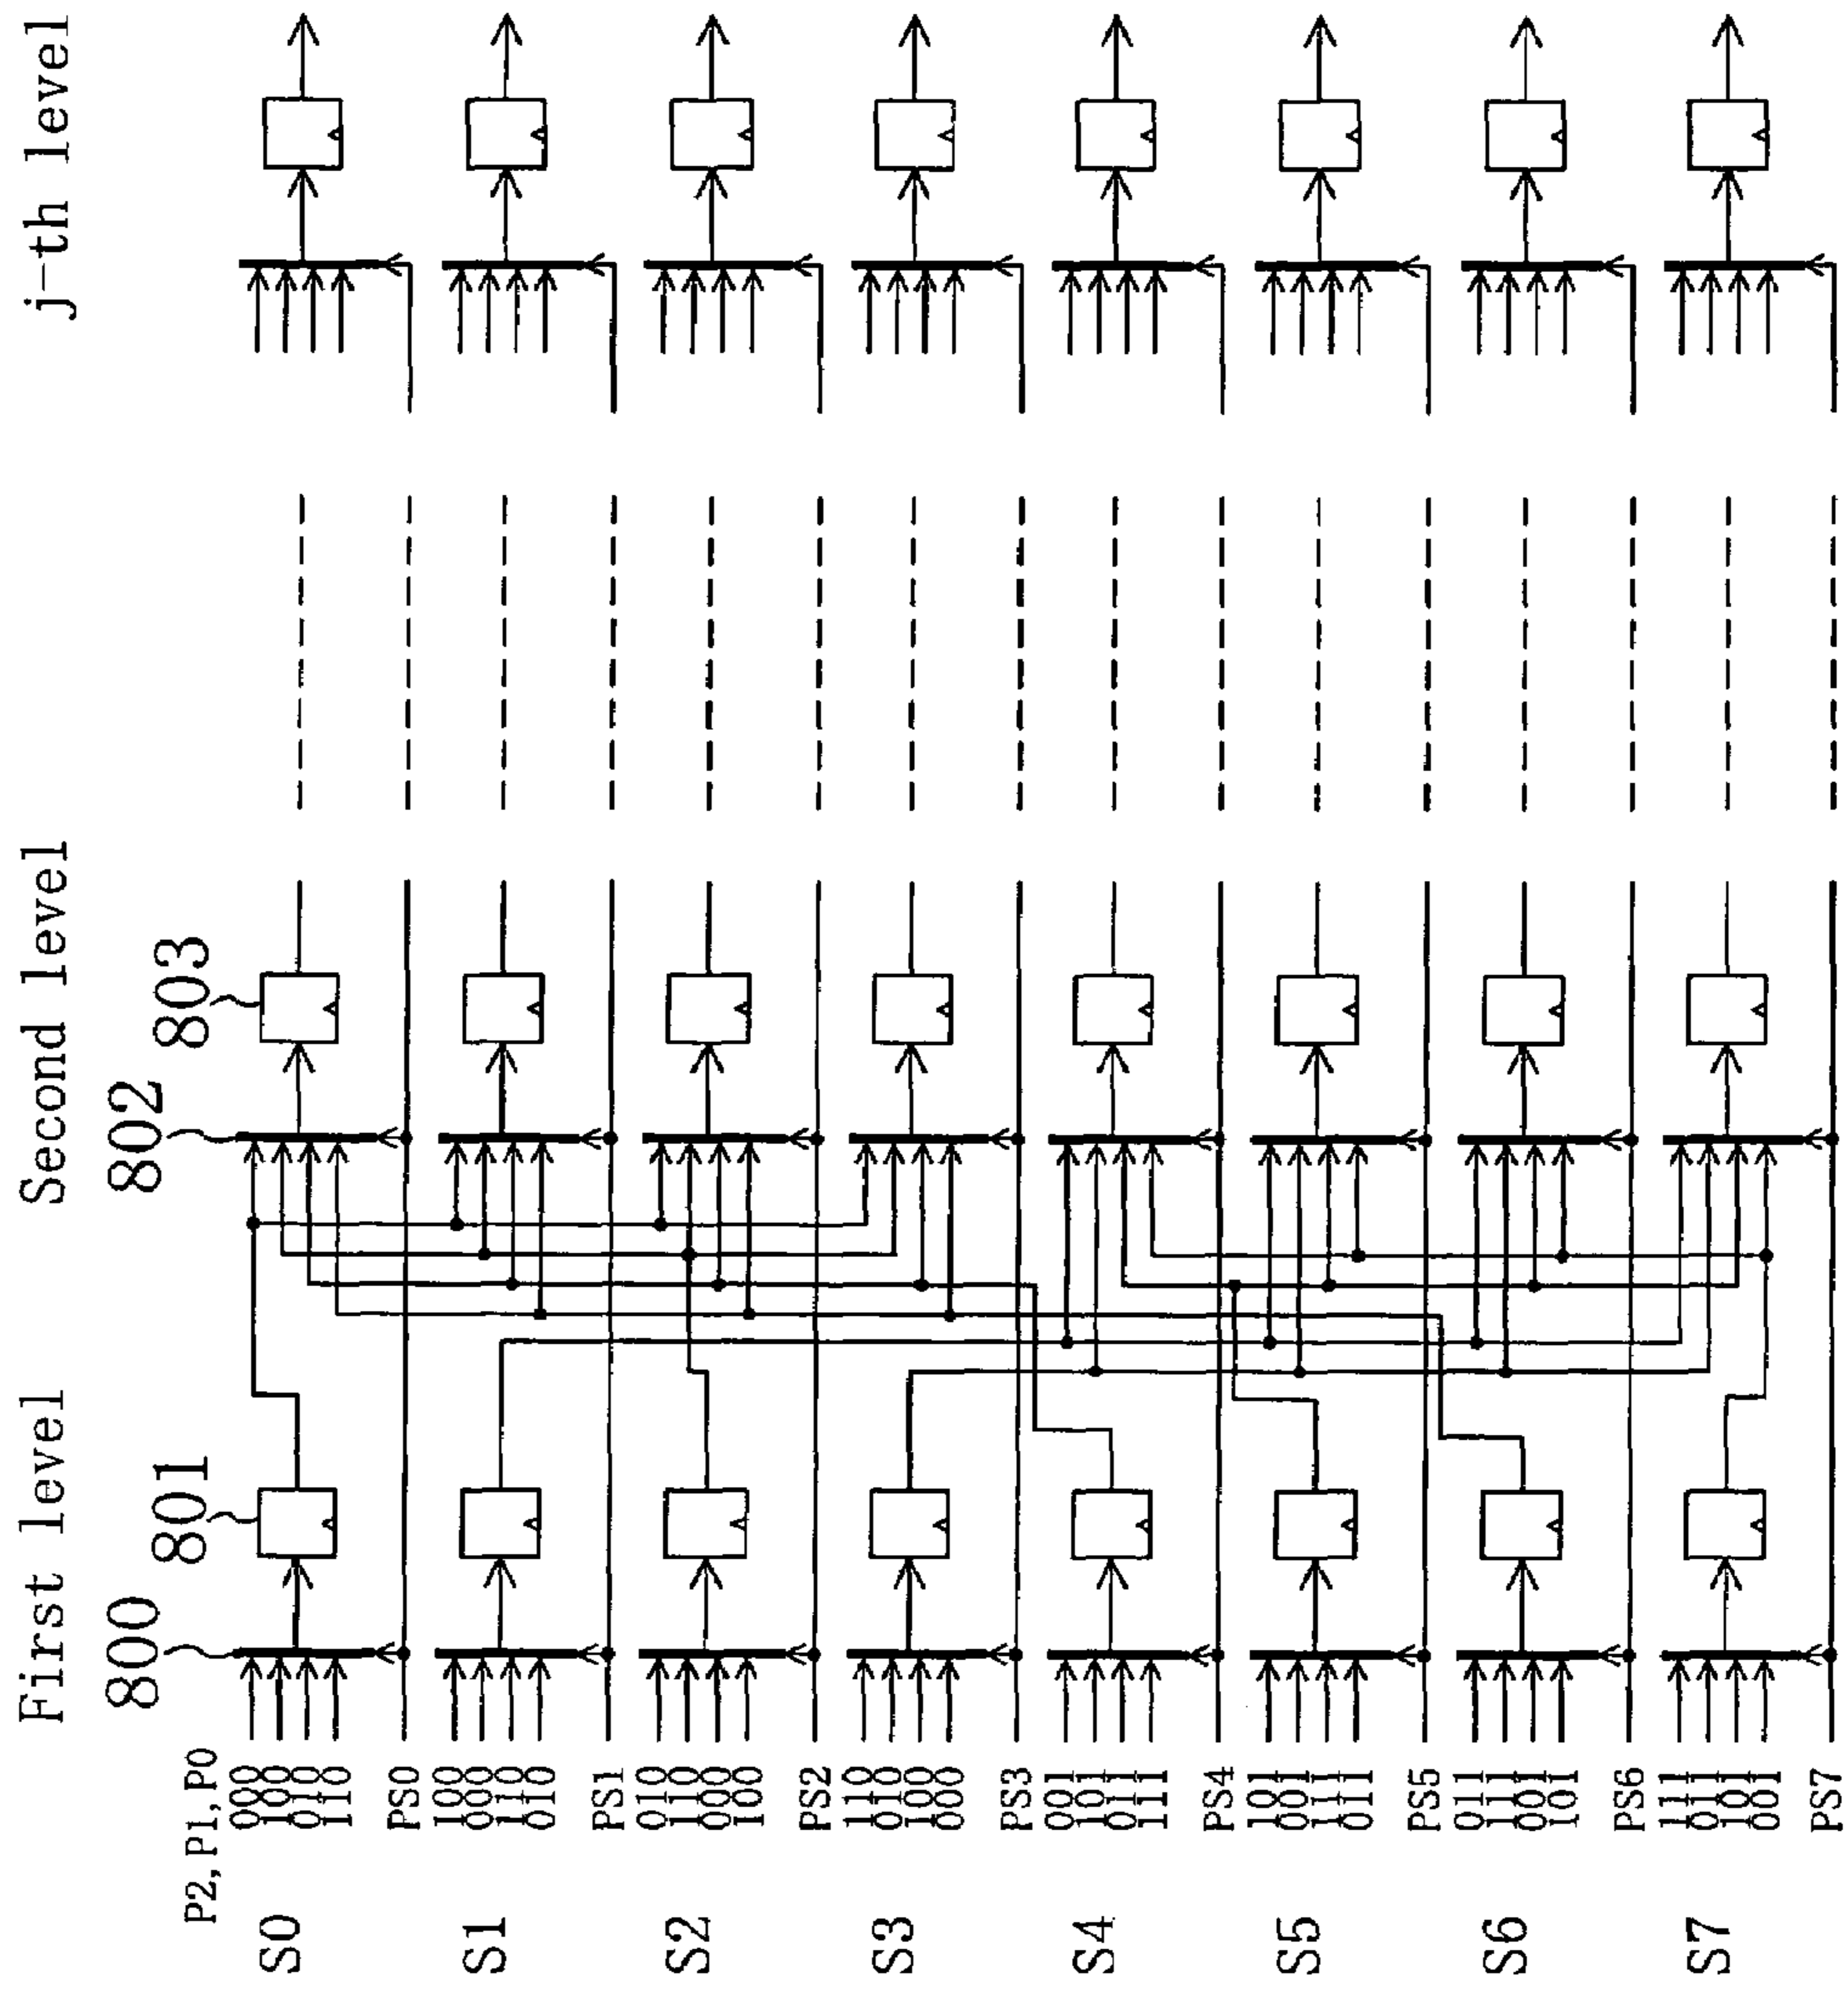 First level
Second level
j-th level
800
801
802
803
P2, P1, P0
S0
000
100
010
110
PS0
S1
100
000
110
010
PS1
S2
010
110
000
100
PS2
S3
110
010
100
000
PS3
S4
001
101
011
111
PS4
S5
101
001
111
011
PS5
S6
011
111
001
101
PS6
S7
111
011
101
001
PS7